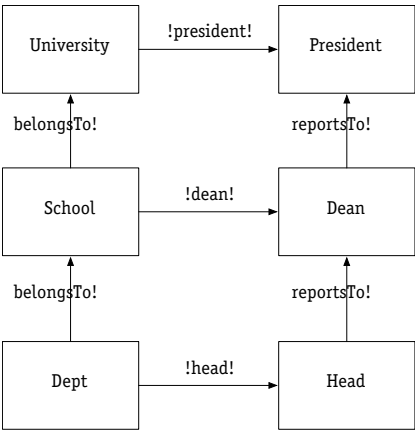 !president!
University
President
belongsTo!
reportsTo!
!dean!
School
Dean
belongsTo!
reportsTo!
!head!
Dept
Head